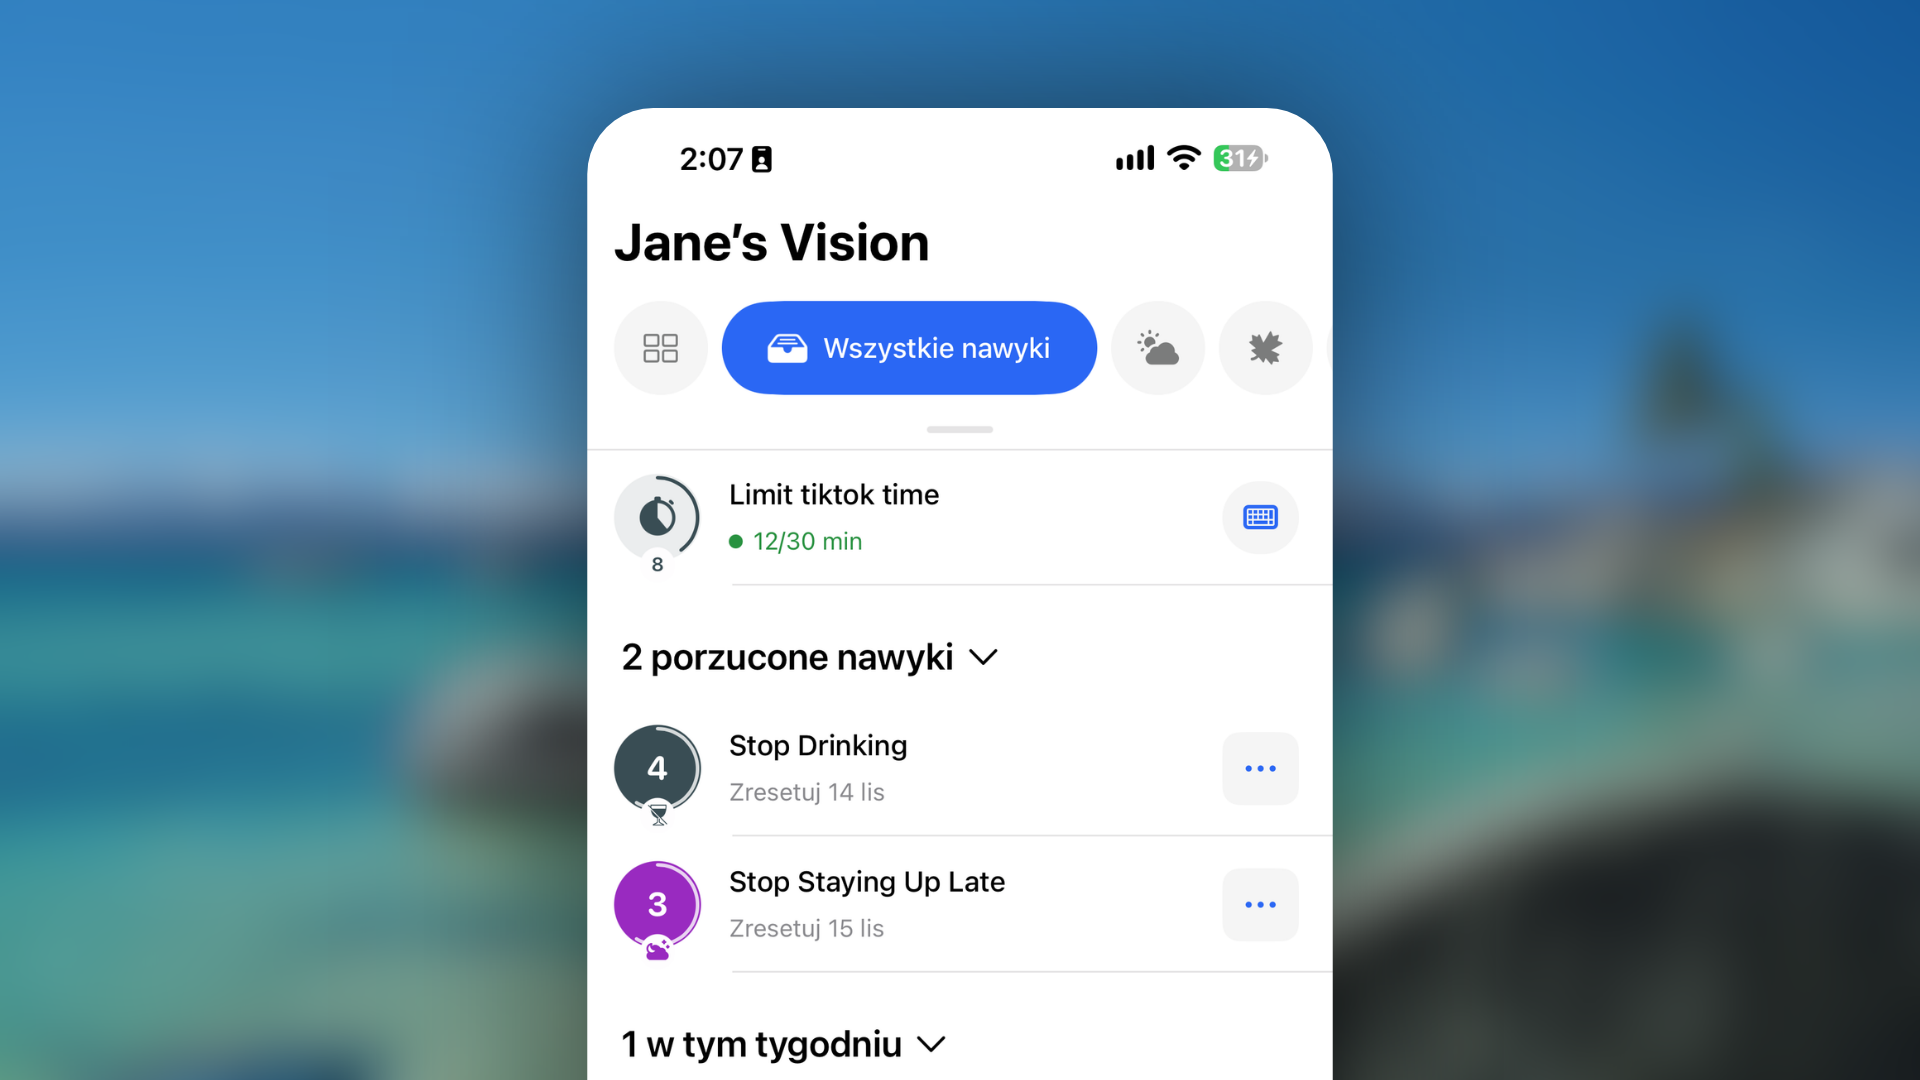 2:07
31
Jane's Vision
Wszystkie nawyki
Limit tiktok time
12/30 min
8
2 porzucone nawyki
4
Stop Drinking
Zresetuj 14 lis
3
Stop Staying Up Late
Zresetuj 15 lis
1 w tym tygodniu